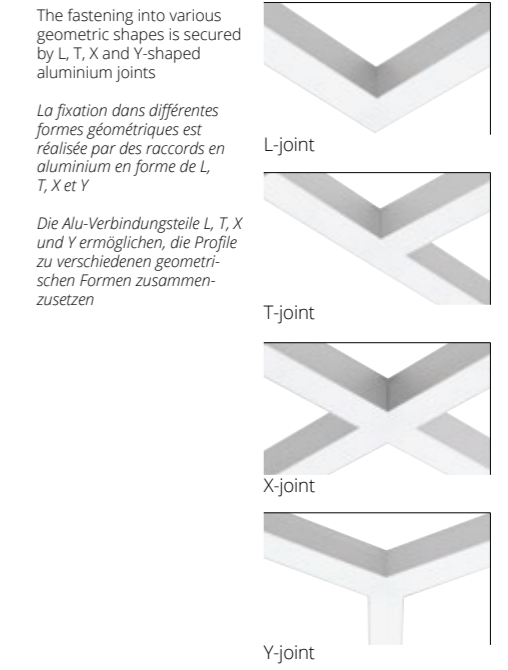 The fastening into various
geometric shapes is secured
by L, T, X and Y-shaped
aluminium joints
La fixation dans différentes
formes géométriques est
réalisée par des raccords en
aluminium en forme de L,
T, X et Y
Die Alu-Verbindungsteile L, T, X
und Y ermöglichen, die Profile
zu verschiedenen geometri-
schen Formen zusammen-
zusetzen
L-joint
T-joint
X-joint
Y-joint